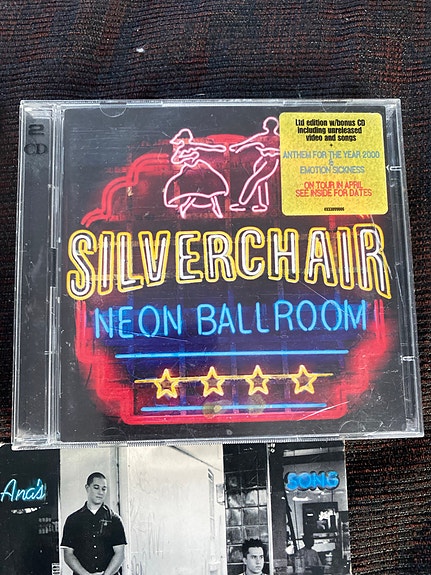 2
CD
Ltd edition w/bonus CD
including unreleased
video and songs
+
ANTHEM FOR THE YEAR 2000
&
EMOTION SICKNESS
ON TOUR IN APRIL
SEE INSIDE FOR DATES
SILVERCHAIR
NEON BALLROOM
Ana's
SONG